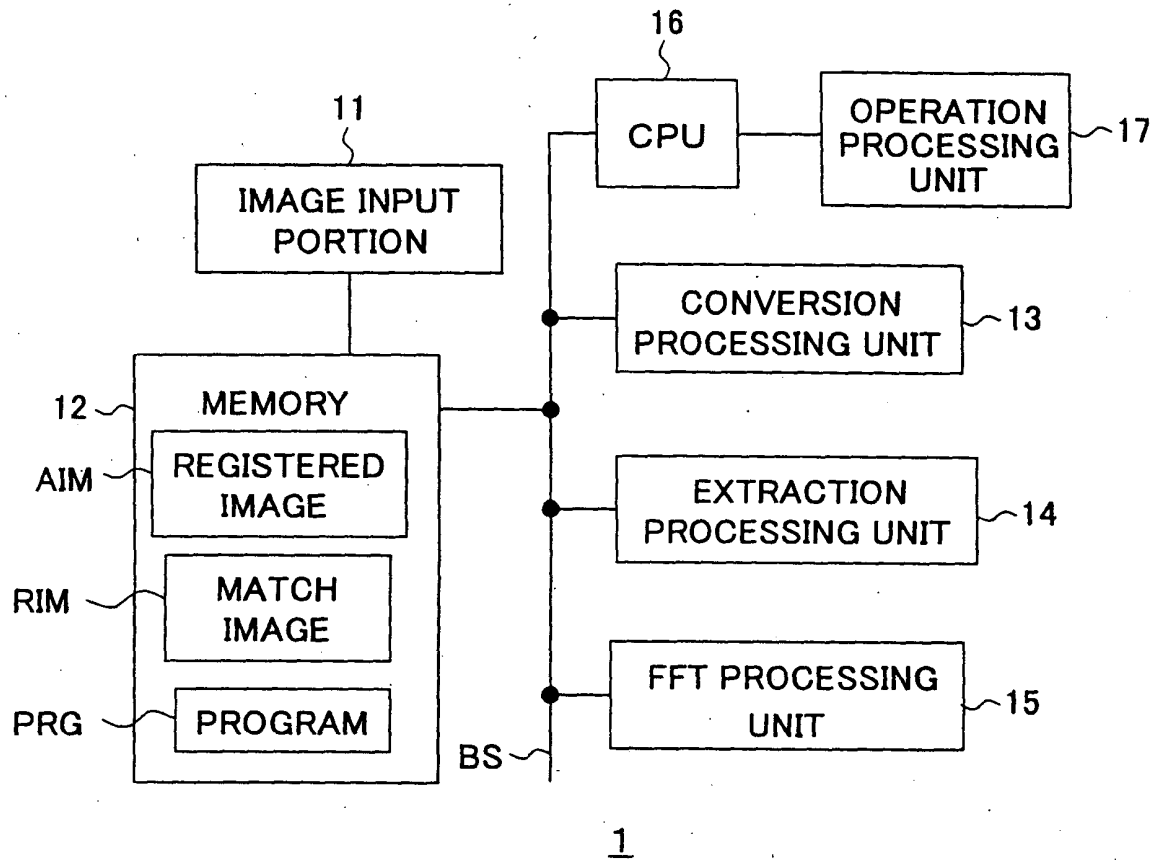 16
CPU
OPERATION
PROCESSING
UNIT
17
11
IMAGE INPUT
PORTION
CONVERSION
PROCESSING UNIT
13
12
MEMORY
AIM
REGISTERED
IMAGE
EXTRACTION
PROCESSING UNIT
14
RIM
MATCH
IMAGE
FFT PROCESSING
UNIT
15
PRG
PROGRAM
BS
1